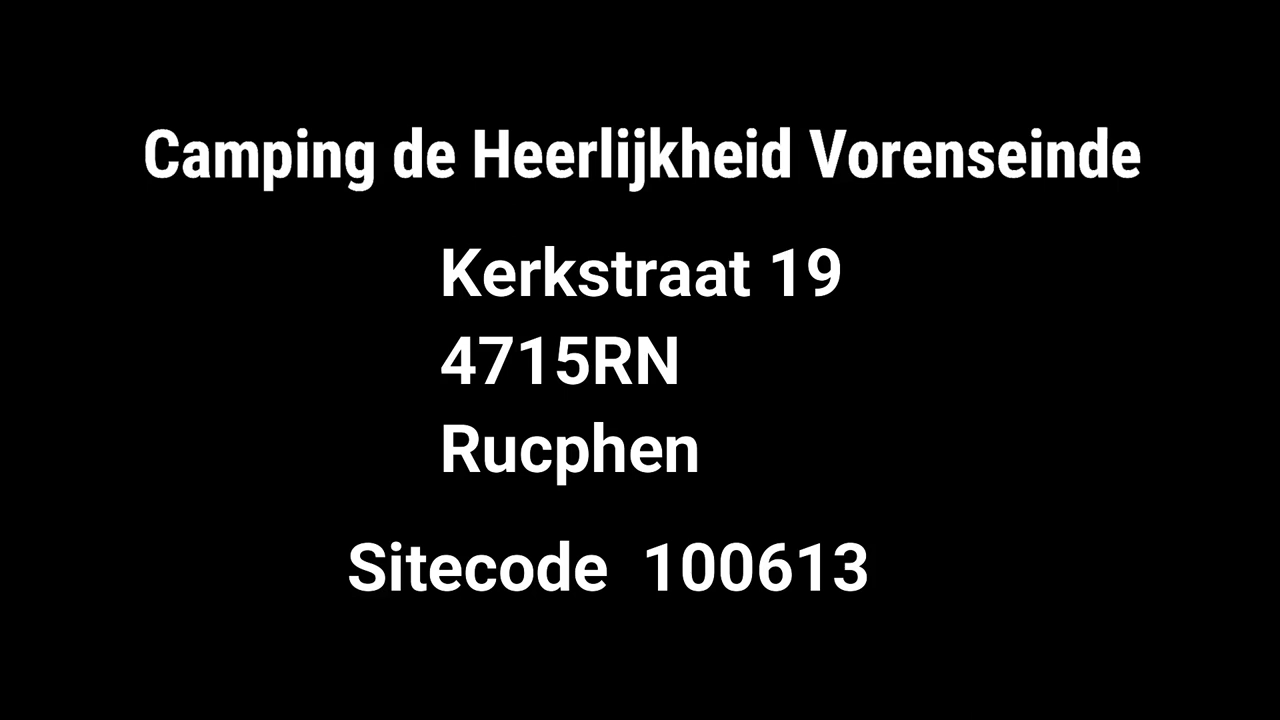 Camping de Heerlijkheid Vorenseinde
Kerkstraat 19
4715RN
Rucphen
Sitecode 100613